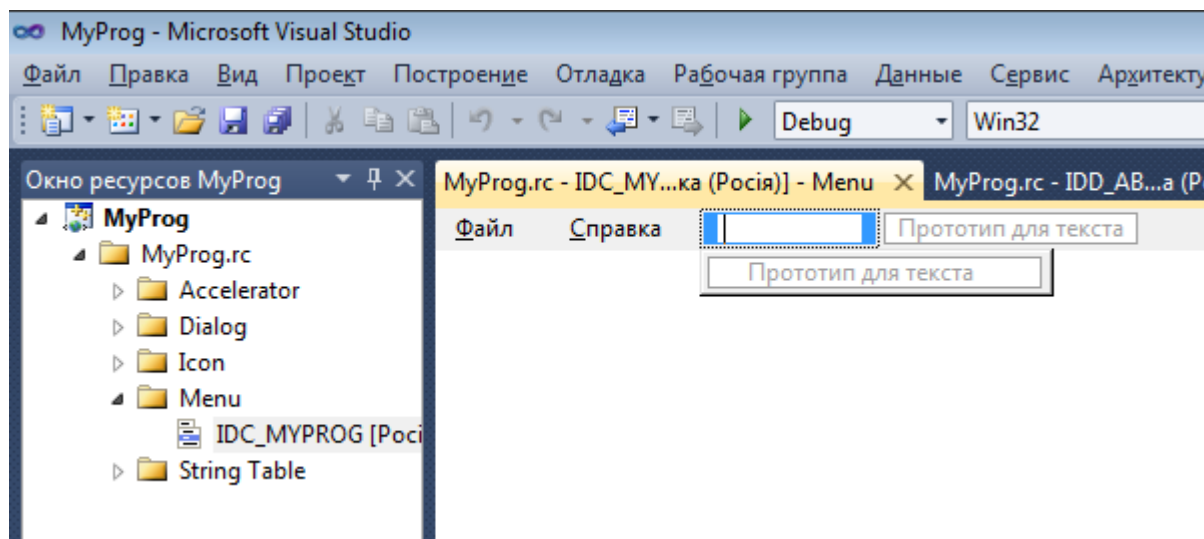 MyProg - Microsoft Visual Studio
Файл Правка Вид Проект Построение Отладка Рабочая группа Данные Сервис Архитекту
Debug Win32
Окно ресурсов MyProg
MyProg.rc - IDC_MY...ка (Росія)] - Menu MyProg.rc - IDD_AB...а (Р
MyProg
Файл Справка Прототип для текста
MyProg.rc
Прототип для текста
Accelerator
Dialog
Icon
Menu
IDC_MYPROG [Росі
String Table